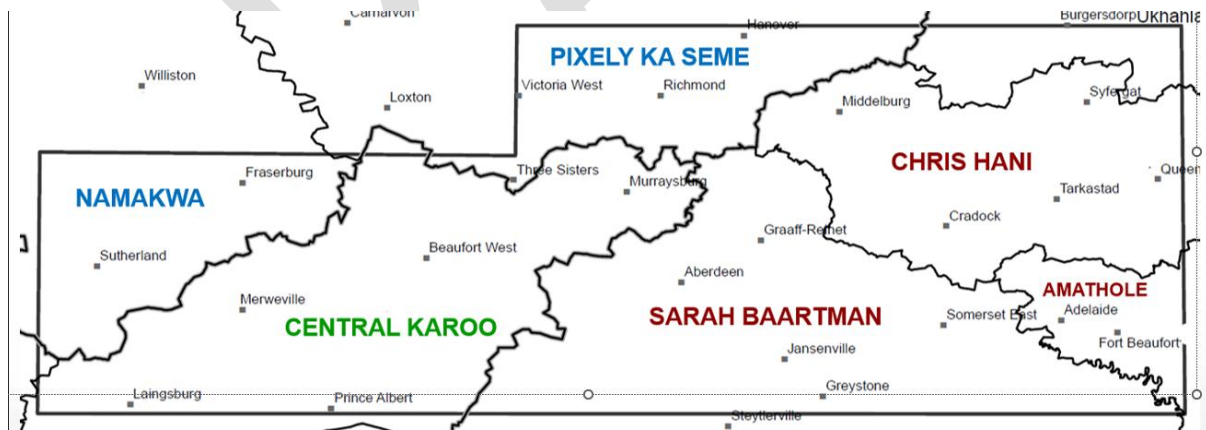 Carnarvon
BurgersdorpUkhahla
Hanover
PIXELY KA SEME
Williston
Victoria West
Richmond
Loxton
Middelburg
Syfergat
CHRIS HANI
Three Sisters
Fraserburg
Murraysburg
Queen
NAMAKWA
Tarkastad
Cradock
Graaff-Reinet
Beaufort West
Sutherland
Aberdeen
AMATHOLE
Merweville
Adelaide
SARAH BAARTMAN
Somerset East
CENTRAL KAROO
Fort Beaufort
Jansenville
Greystone
Laingsburg
Prince Albert
Steytlerville